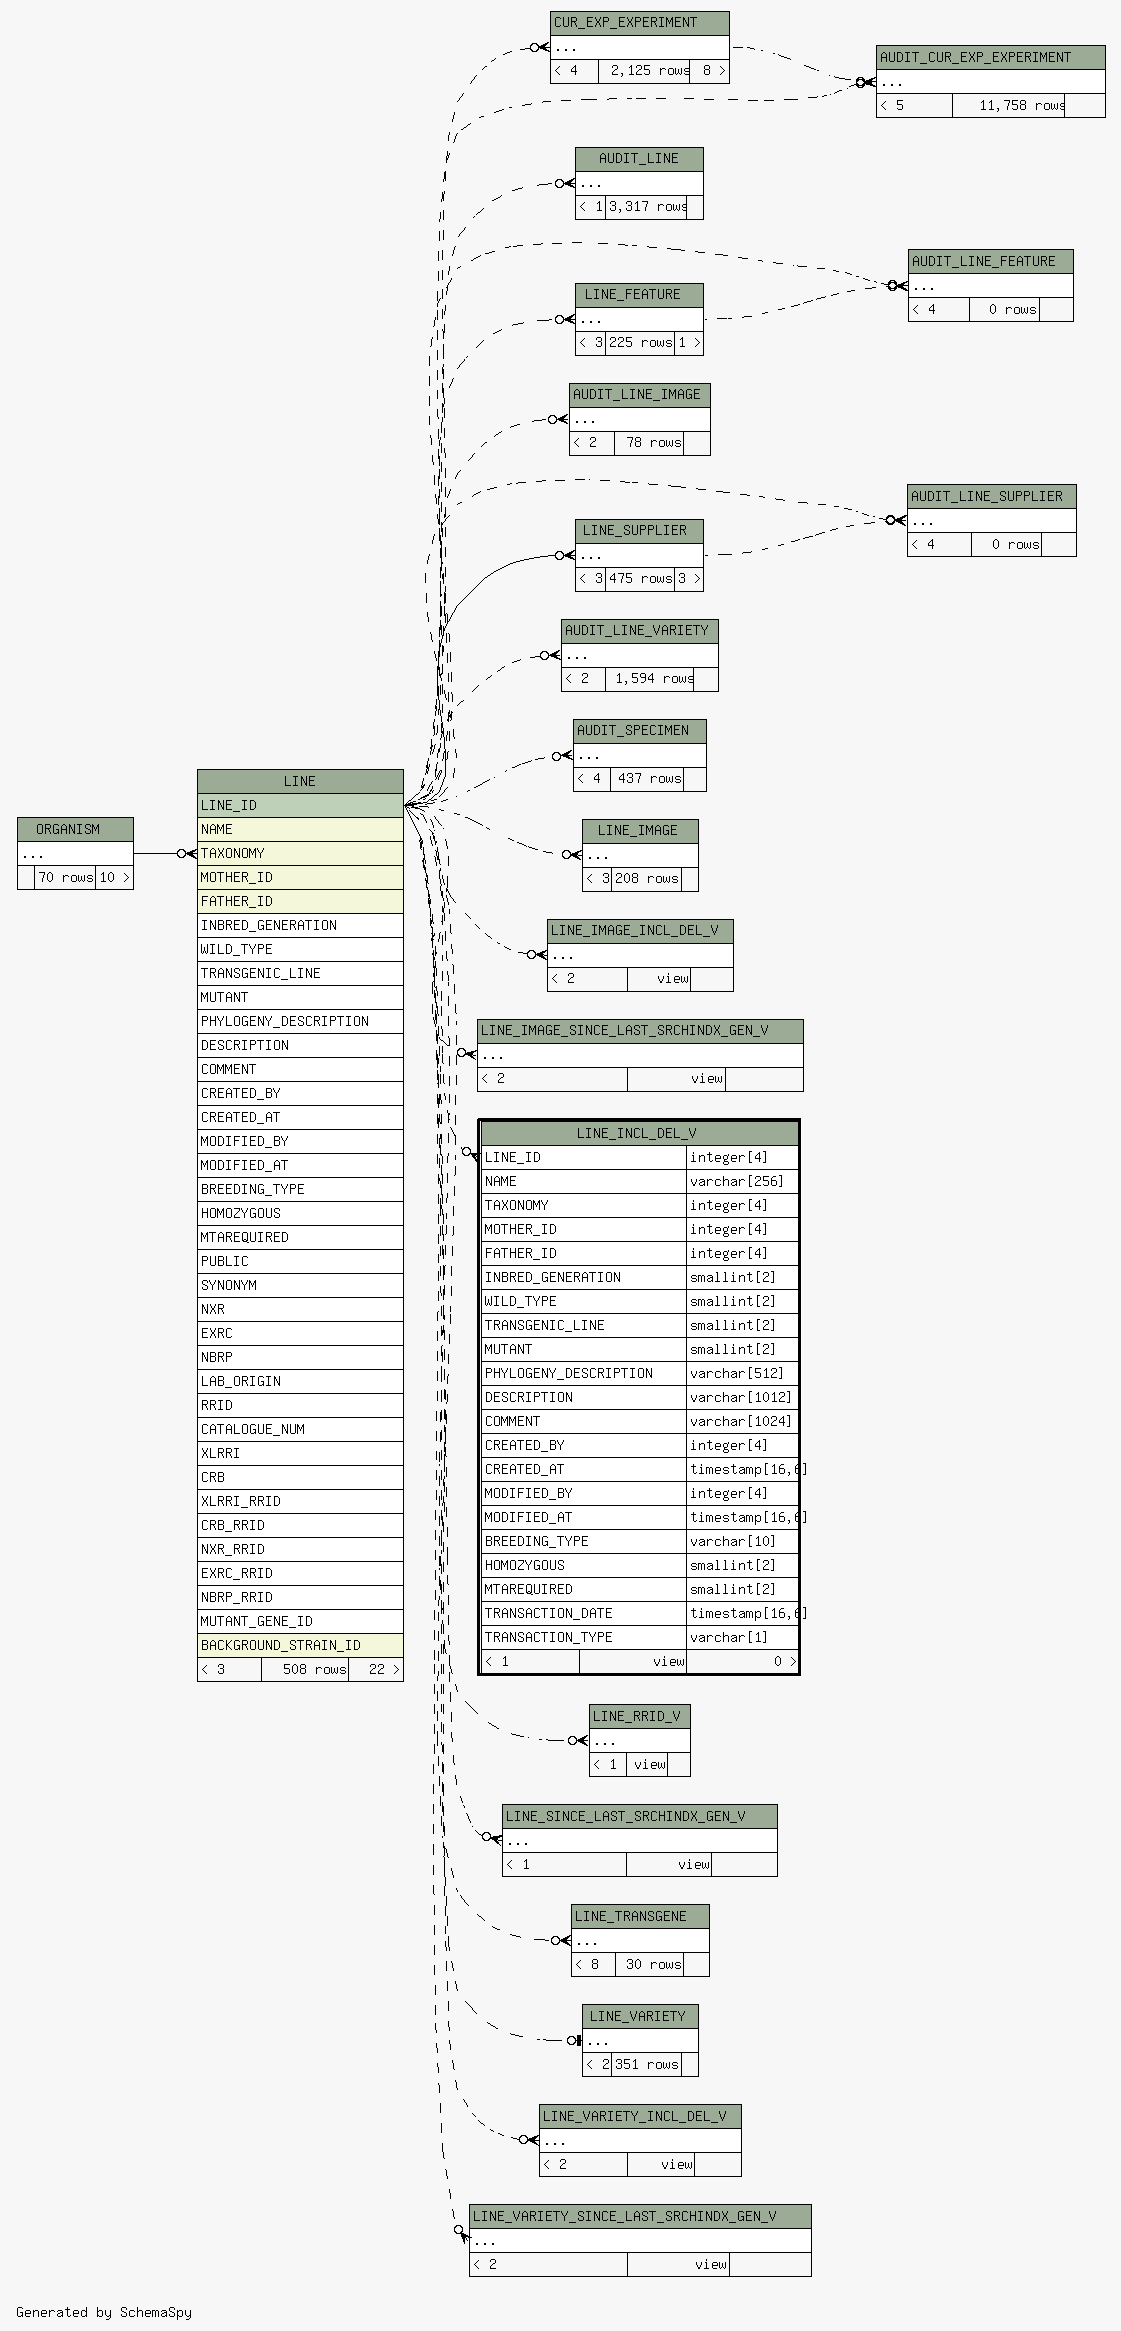 CUR_EXP_EXPERIMENT
...
< 4 2,125 rows 8 >
AUDIT_CUR_EXP_EXPERIMENT
...
< 5 11,758 rows
AUDIT_LINE
...
< 1 3,317 rows
AUDIT_LINE_FEATURE
...
< 4 0 rows
LINE_FEATURE
...
< 3 225 rows 1 >
AUDIT_LINE_IMAGE
...
< 2 78 rows
AUDIT_LINE_SUPPLIER
...
< 4 0 rows
LINE_SUPPLIER
...
< 3 475 rows 3 >
AUDIT_LINE_VARIETY
...
< 2 1,594 rows
AUDIT_SPECIMEN
...
< 4 437 rows
ORGANISM
...
70 rows 10 >
LINE
LINE_ID
NAME
TAXONOMY
MOTHER_ID
FATHER_ID
INBRED_GENERATION
WILD_TYPE
TRANSGENIC_LINE
MUTANT
PHYLOGENY_DESCRIPTION
DESCRIPTION
COMMENT
CREATED_BY
CREATED_AT
MODIFIED_BY
MODIFIED_AT
BREEDING_TYPE
HOMOZYGOUS
MTAREQUIRED
PUBLIC
SYNONYM
NXR
EXRC
NBRP
LAB_ORIGIN
RRID
CATALOGUE_NUM
XLRRI
CRB
XLRRI_RRID
CRB_RRID
NXR_RRID
EXRC_RRID
NBRP_RRID
MUTANT_GENE_ID
BACKGROUND_STRAIN_ID
< 3 508 rows 22 >
LINE_IMAGE
...
< 3 208 rows
LINE_IMAGE_INCL_DEL_V
...
< 2 view
LINE_IMAGE_SINCE_LAST_SRCHINDX_GEN_V
...
< 2 view
LINE_INCL_DEL_V
LINE_ID integer[4]
NAME varchar[256]
TAXONOMY integer[4]
MOTHER_ID integer[4]
FATHER_ID integer[4]
INBRED_GENERATION smallint[2]
WILD_TYPE smallint[2]
TRANSGENIC_LINE smallint[2]
MUTANT smallint[2]
PHYLOGENY_DESCRIPTION varchar[512]
DESCRIPTION varchar[1012]
COMMENT varchar[1024]
CREATED_BY integer[4]
CREATED_AT timestamp[16,6]
MODIFIED_BY integer[4]
MODIFIED_AT timestamp[16,6]
BREEDING_TYPE varchar[10]
HOMOZYGOUS smallint[2]
MTAREQUIRED smallint[2]
TRANSACTION_DATE timestamp[16,6]
TRANSACTION_TYPE varchar[1]
< 1 view 0 >
LINE_RRID_V
...
< 1 view
LINE_SINCE_LAST_SRCHINDX_GEN_V
...
< 1 view
LINE_TRANSGENE
...
< 8 30 rows
LINE_VARIETY
...
< 2 351 rows
LINE_VARIETY_INCL_DEL_V
...
< 2 view
LINE_VARIETY_SINCE_LAST_SRCHINDX_GEN_V
...
< 2 view
Generated by SchemaSpy